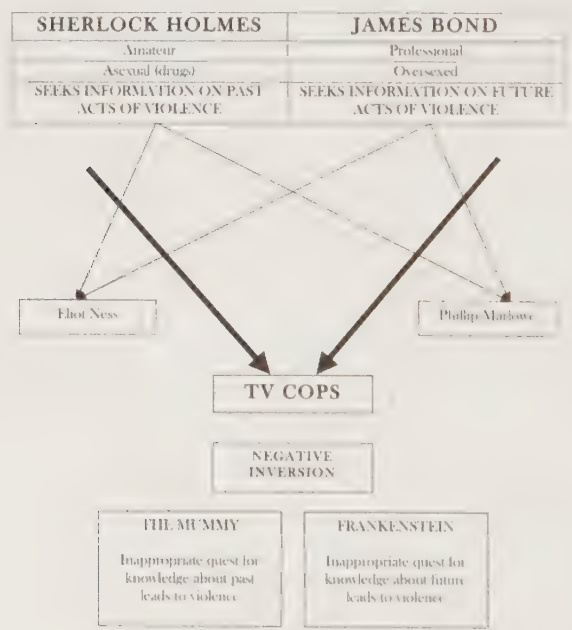 SHERLOCK HOLMES
JAMES BOND
Amateur
Professional
Asexual (drugs)
Oversexed
SEEKS INFORMATION ON PAST
ACTS OF VIOLENCE
SEEKS INFORMATION ON FUTURE
ACTS OF VIOLENCE
Eliot Ness
Phillip Marlowe
TV COPS
NEGATIVE
INVERSION
THE MUMMY
Inappropriate quest for
knowledge about past
leads to violence
FRANKENSTEIN
Inappropriate quest for
knowledge about future
leads to violence